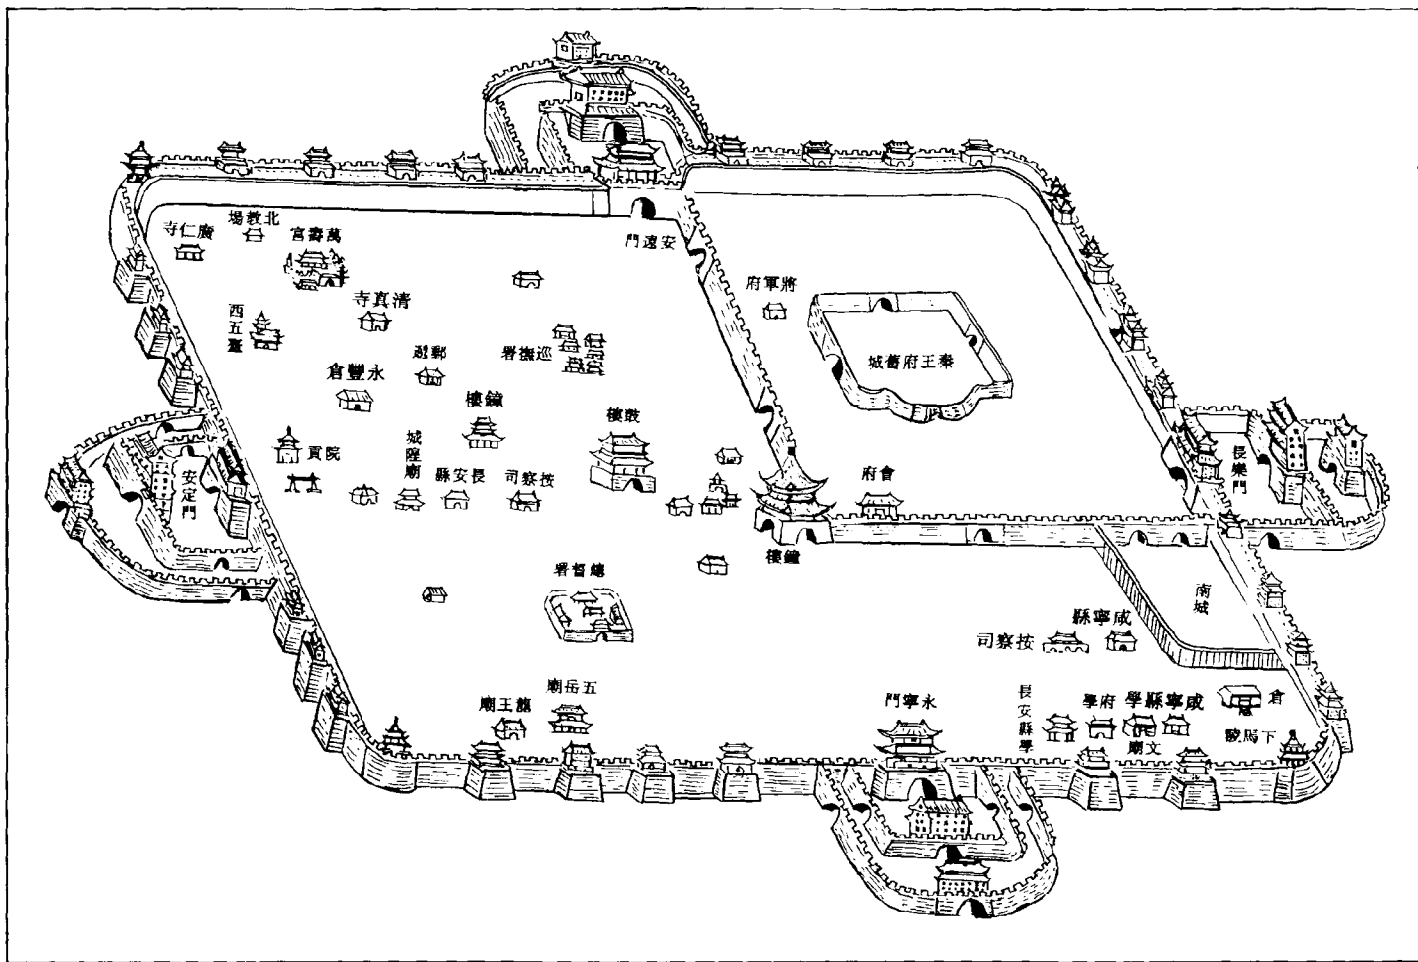 廣仁寺
北教場
萬壽宮
安遠門
清真寺
將軍府
西五臺
巡撫署
秦王府舊城
永豐倉
鐘樓
鼓樓
城隍廟
貢院
長安縣
按察司
安定門
長樂門
會府
鐘樓
總督署
南城
咸寧縣
按察司
五岳廟
龍王廟
永寧門
長安縣學
府學
咸寧縣學
文廟
倉
下馬陵